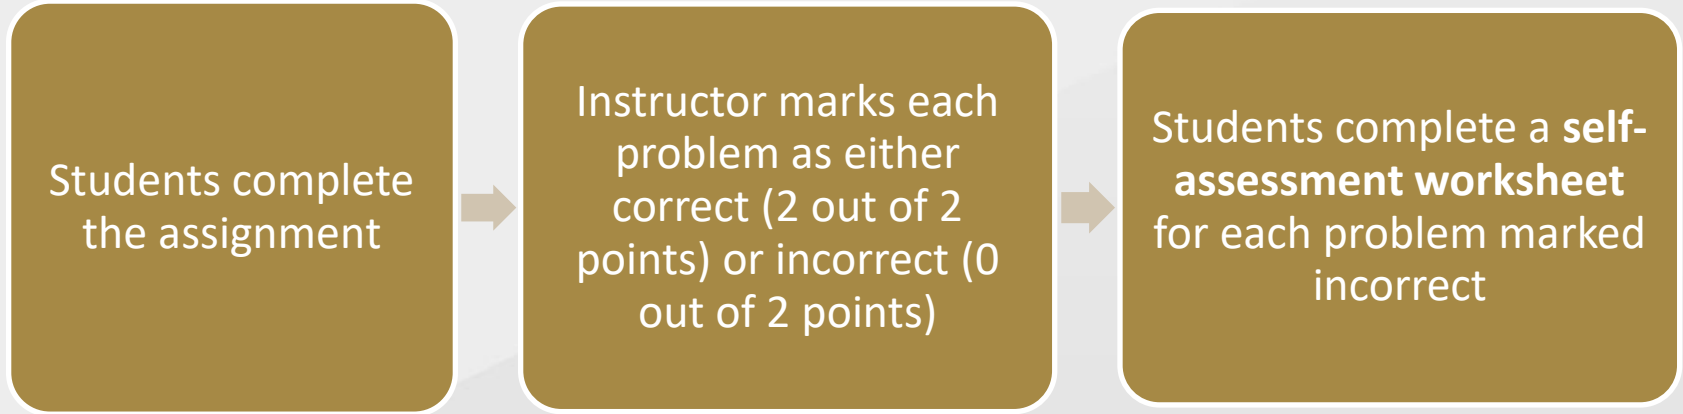 Students complete
the assignment
Instructor marks each
problem as either
correct (2 out of 2
points) or incorrect (0
out of 2 points)
Students complete a self-
assessment worksheet
for each problem marked
incorrect